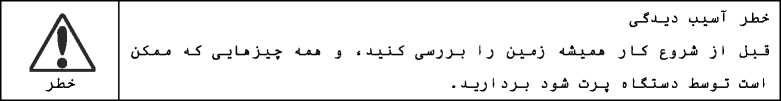 خطر آسیب دیدگی
قبل از شروع کار همیشه زمین را بررسی کنید، و همه چیزهایی که ممکن
است توسط دستگاه پرت شود بردارید.
خطر